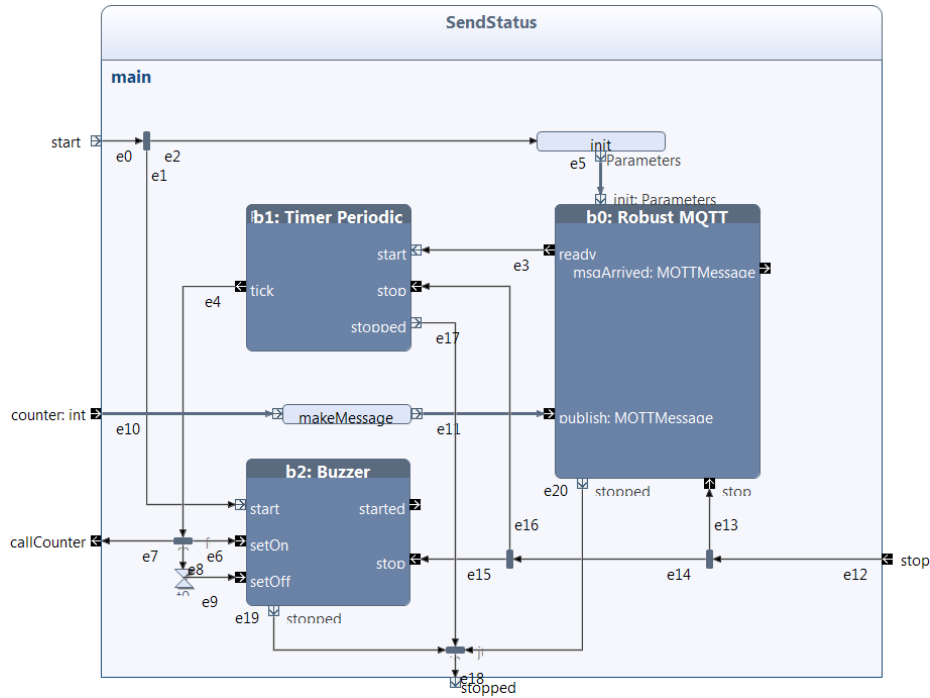 SendStatus
main
start
e0
e2
e1
init
e5
Parameters
init: Parameters
b1: Timer Periodic
b0: Robust MQTT
start
ready
e3
msgArrived: MQTTMessage
tick
stop
e4
stopped
e17
counter: int
makeMessage
publish: MQTTMessage
e10
e11
b2: Buzzer
e20
stopped
stop
start
started
e16
e13
callCounter
e7
e6
setOn
stop
stop
e8
setOff
e15
e14
e12
e9
e19
stopped
e18
stopped